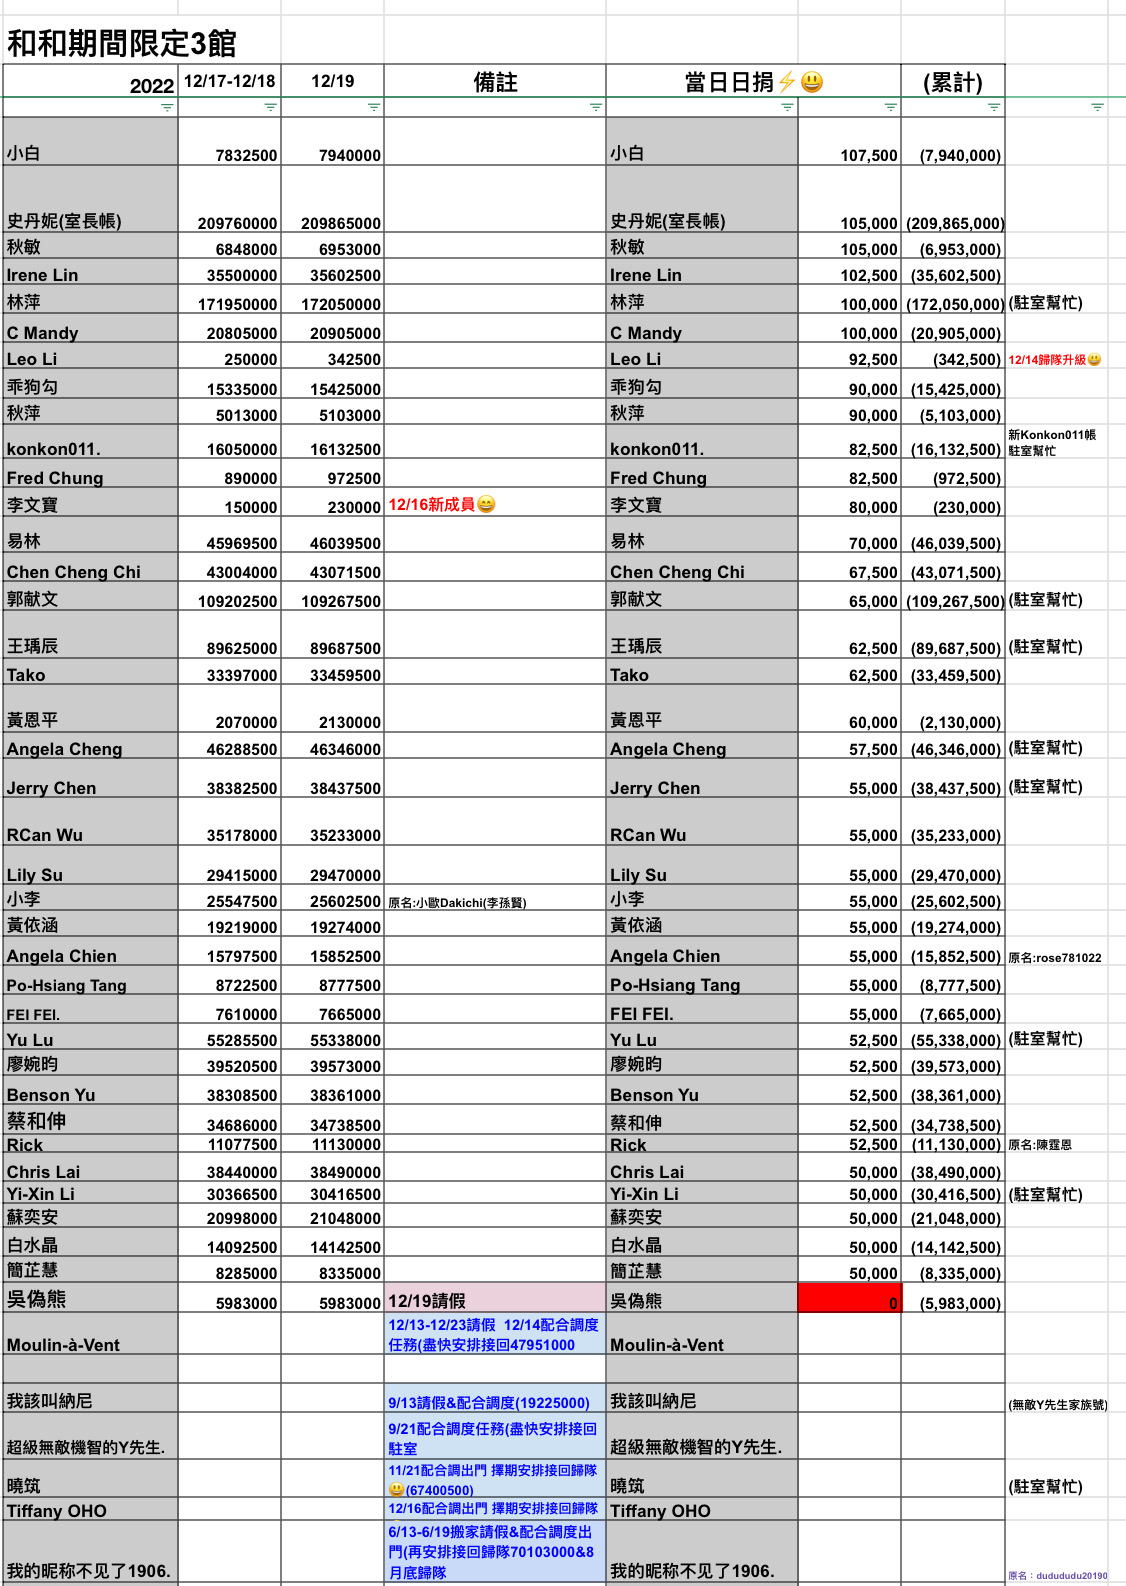 和和期間限定3館
2022 12/17-12/18 12/19 備註 當日日捐⚡😃 (累計)
小白 7832500 7940000 小白 107,500 (7,940,000)
史丹妮(室長帳) 209760000 209865000 史丹妮(室長帳) 105,000 (209,865,000)
秋敏 6848000 6953000 秋敏 105,000 (6,953,000)
Irene Lin 35500000 35602500 Irene Lin 102,500 (35,602,500)
林萍 171950000 172050000 林萍 100,000 (172,050,000) (駐室幫忙)
C Mandy 20805000 20905000 C Mandy 100,000 (20,905,000)
Leo Li 250000 342500 Leo Li 92,500 (342,500) 12/14歸隊升級😃
乖狗勾 15335000 15425000 乖狗勾 90,000 (15,425,000)
秋萍 5013000 5103000 秋萍 90,000 (5,103,000)
konkon011. 16050000 16132500 konkon011. 82,500 (16,132,500) 新Konkon011帳
駐室幫忙
Fred Chung 890000 972500 Fred Chung 82,500 (972,500)
李文寶 150000 230000 12/16新成員😄 李文寶 80,000 (230,000)
易林 45969500 46039500 易林 70,000 (46,039,500)
Chen Cheng Chi 43004000 43071500 Chen Cheng Chi 67,500 (43,071,500)
郭献文 109202500 109267500 郭献文 65,000 (109,267,500) (駐室幫忙)
王瑀辰 89625000 89687500 王瑀辰 62,500 (89,687,500) (駐室幫忙)
Tako 33397000 33459500 Tako 62,500 (33,459,500)
黃恩平 2070000 2130000 黃恩平 60,000 (2,130,000)
Angela Cheng 46288500 46346000 Angela Cheng 57,500 (46,346,000) (駐室幫忙)
Jerry Chen 38382500 38437500 Jerry Chen 55,000 (38,437,500) (駐室幫忙)
RCan Wu 35178000 35233000 RCan Wu 55,000 (35,233,000)
Lily Su 29415000 29470000 Lily Su 55,000 (29,470,000)
小李 25547500 25602500 原名:小歐Dakichi(李孫賢) 小李 55,000 (25,602,500)
黃依涵 19219000 19274000 黃依涵 55,000 (19,274,000)
Angela Chien 15797500 15852500 Angela Chien 55,000 (15,852,500) 原名:rose781022
Po-Hsiang Tang 8722500 8777500 Po-Hsiang Tang 55,000 (8,777,500)
FEI FEI. 7610000 7665000 FEI FEI. 55,000 (7,665,000)
Yu Lu 55285500 55338000 Yu Lu 52,500 (55,338,000) (駐室幫忙)
廖婉昀 39520500 39573000 廖婉昀 52,500 (39,573,000)
Benson Yu 38308500 38361000 Benson Yu 52,500 (38,361,000)
蔡和伸 34686000 34738500 蔡和伸 52,500 (34,738,500)
Rick 11077500 11130000 Rick 52,500 (11,130,000) 原名:陳霆恩
Chris Lai 38440000 38490000 Chris Lai 50,000 (38,490,000)
Yi-Xin Li 30366500 30416500 Yi-Xin Li 50,000 (30,416,500) (駐室幫忙)
蘇奕安 20998000 21048000 蘇奕安 50,000 (21,048,000)
白水晶 14092500 14142500 白水晶 50,000 (14,142,500)
簡芷慧 8285000 8335000 簡芷慧 50,000 (8,335,000)
吳偽熊 5983000 5983000 12/19請假 吳偽熊 0 (5,983,000)
12/13-12/23請假 12/14配合調度
Moulin-à-Vent 任務(盡快安排接回47951000 Moulin-à-Vent
我該叫納尼 9/13請假&配合調度(19225000) 我該叫納尼 (無敵Y先生家族號)
9/21配合調度任務(盡快安排接回
超級無敵機智的Y先生. 駐室 超級無敵機智的Y先生.
11/21配合調出門 擇期安排接回歸隊
曉筑 😃(67400500) 曉筑 (駐室幫忙)
Tiffany OHO 12/16配合調出門 擇期安排接回歸隊 Tiffany OHO
6/13-6/19搬家請假&配合調度出
門(再安排接回歸隊70103000&8
我的昵称不见了1906. 月底歸隊 我的昵称不见了1906. 原名：dudududu20190